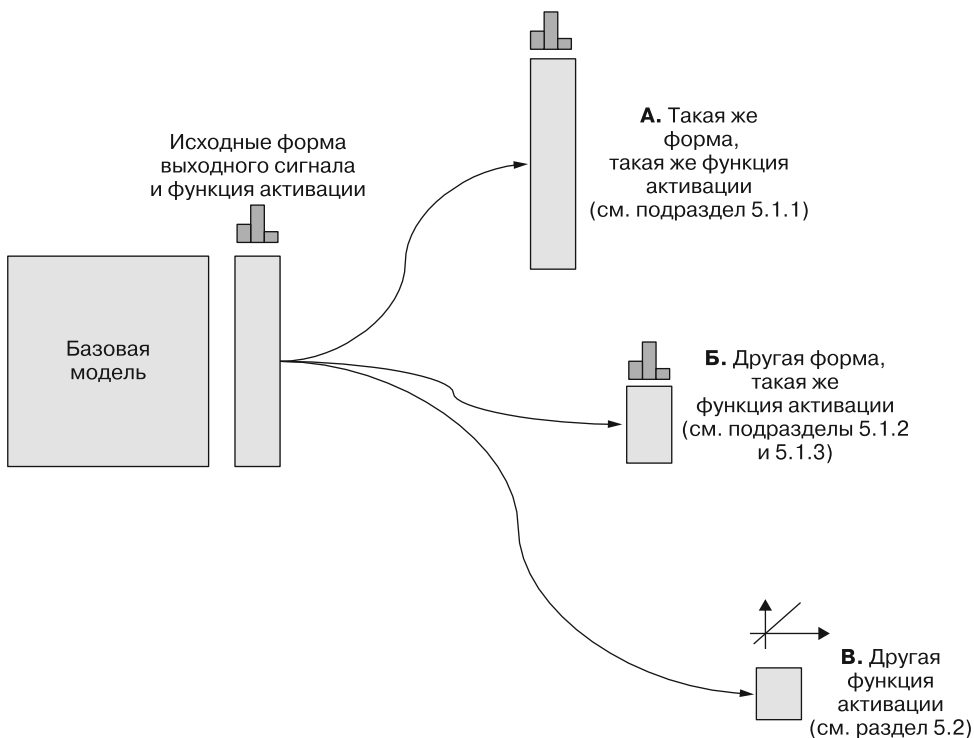 А. Такая же
форма,
такая же функция
активации
(см. подраздел 5.1.1)
Исходные форма
выходного сигнала
и функция активации
Базовая
модель
Б. Другая форма,
такая же
функция активации
(см. подразделы 5.1.2
и 5.1.3)
В. Другая
функция
активации
(см. раздел 5.2)